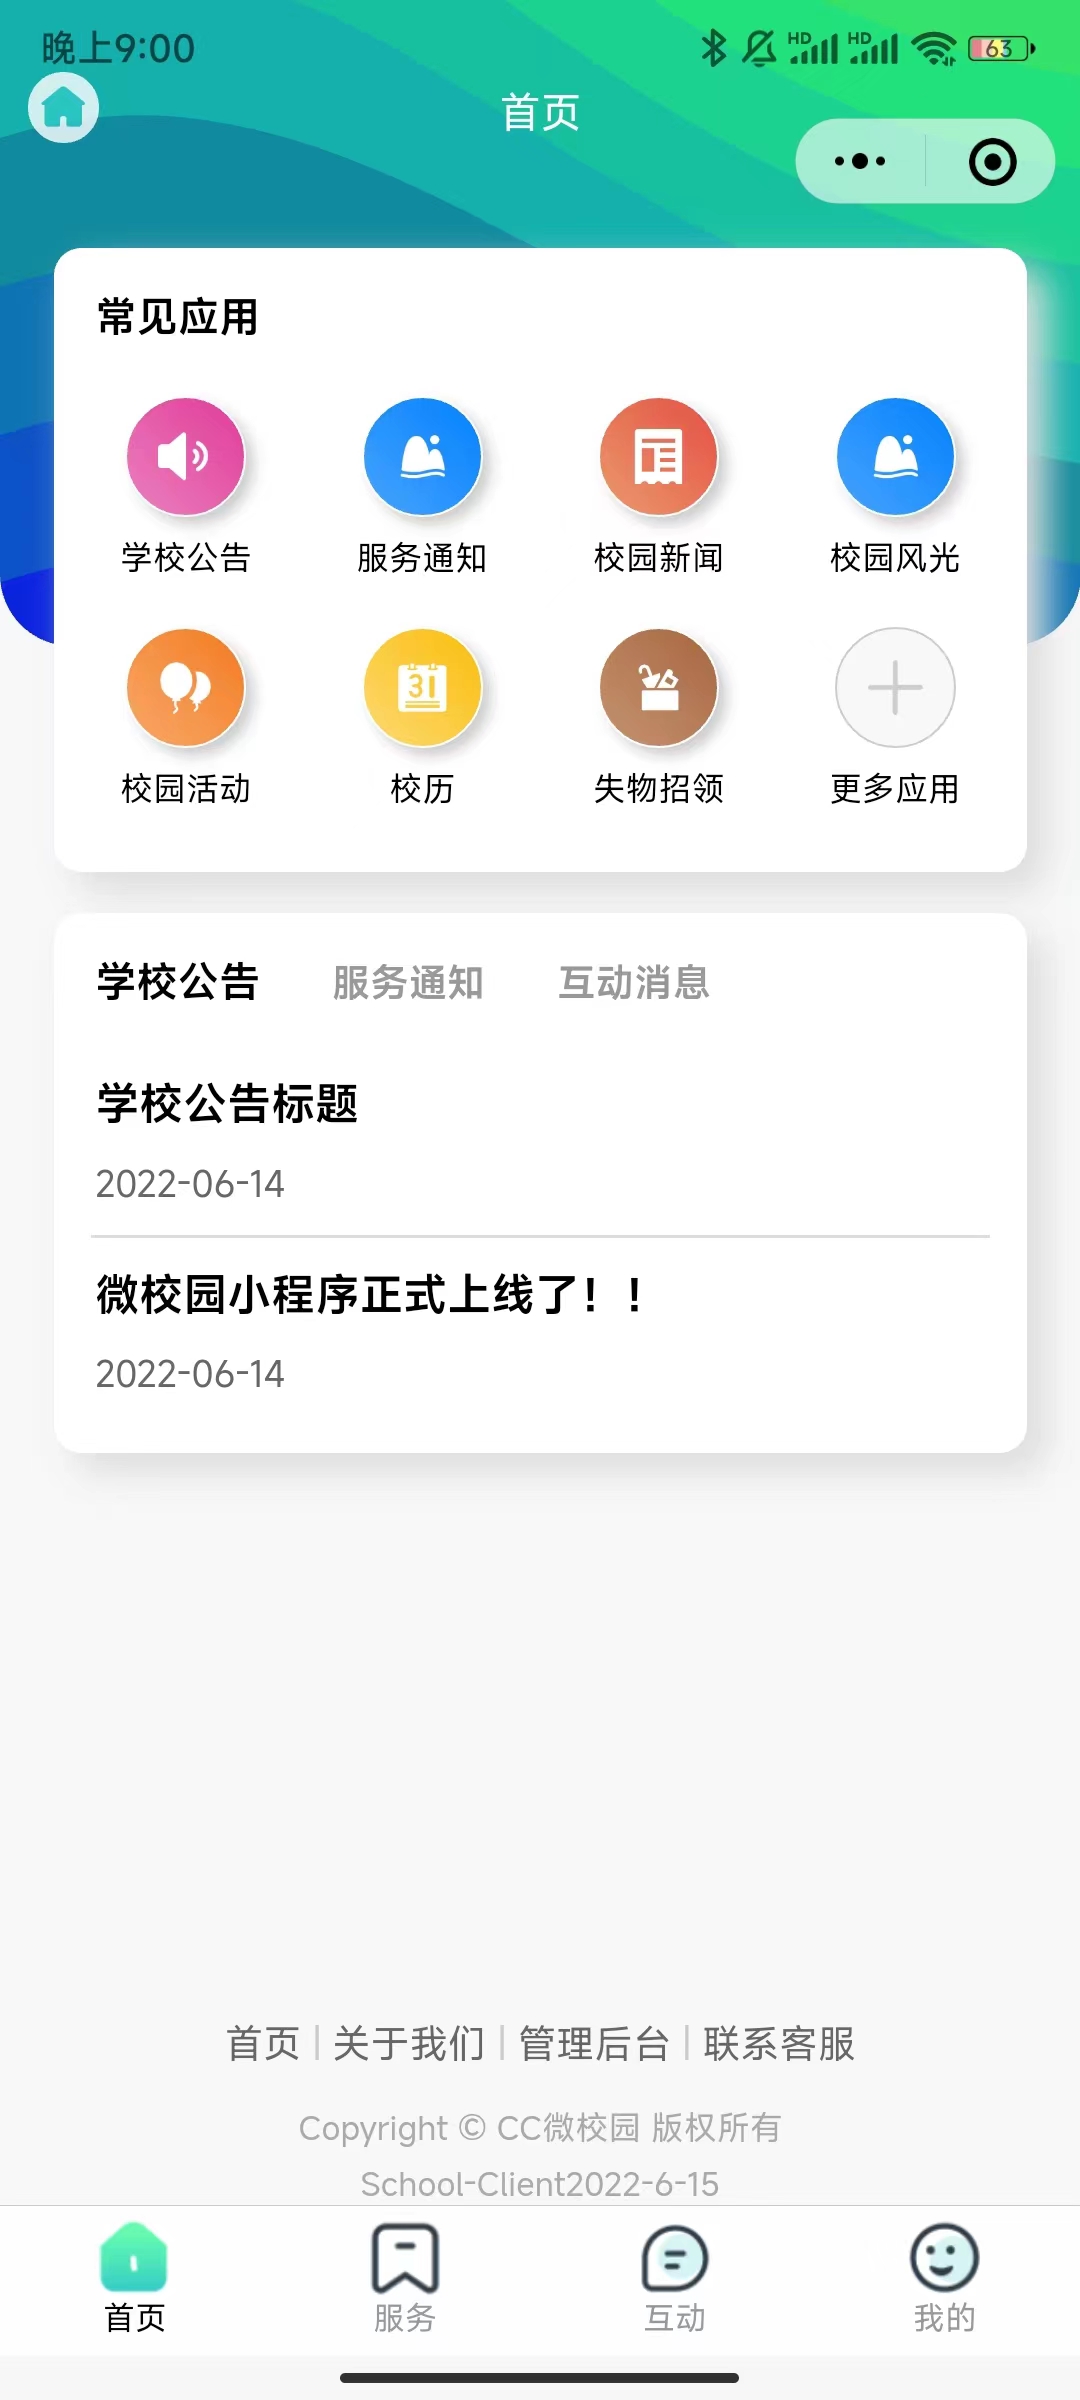 晚上9:00
HD HD 63
首页
常见应用
学校公告 服务通知 校园新闻 校园风光
31
校园活动 校历 失物招领 更多应用
学校公告 服务通知 互动消息
学校公告标题
2022-06-14
微校园小程序正式上线了！！
2022-06-14
首页 | 关于我们 | 管理后台 | 联系客服
Copyright © CC微校园 版权所有
School-Client2022-6-15
首页 服务 互动 我的